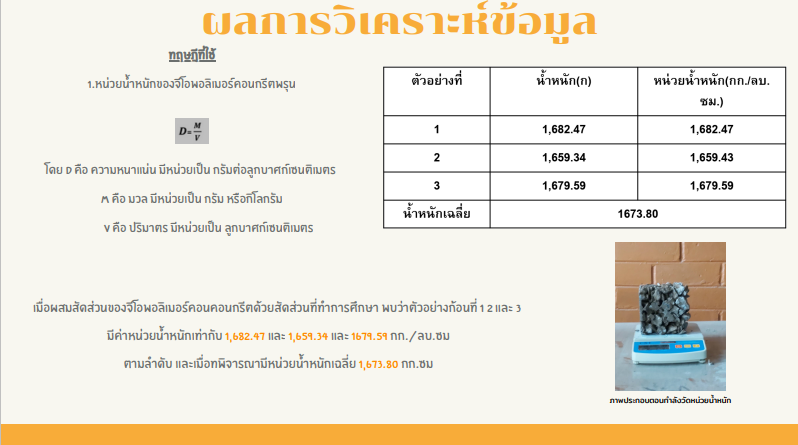 ผลการวิเคราะห์ข้อมูล
ทฤษฎีที่ใช้
1.หน่วยน้ำหนักของจีโอพอลิเมอร์คอนกรีตพรุน
D=M/V
โดย D คือ ความหนาแน่น มีหน่วยเป็น กรัมต่อลูกบาศก์เซนติเมตร
M คือ มวล มีหน่วยเป็น กรัม หรือกิโลกรัม
V คือ ปริมาตร มีหน่วยเป็น ลูกบาศก์เซนติเมตร
ตัวอย่างที่ น้ำหนัก(ก) หน่วยน้ำหนัก(กก./ลบ.
ซม.)
1 1,682.47 1,682.47
2 1,659.34 1,659.43
3 1,679.59 1,679.59
น้ำหนักเฉลี่ย 1673.80
เมื่อผสมสัดส่วนของจีโอพอลิเมอร์คอนคอนกรีตด้วยสัดส่วนที่ทำการศึกษา พบว่าตัวอย่างก้อนที่ 1 2 และ 3
มีค่าหน่วยน้ำหนักเท่ากับ 1,682.47 และ 1,659.34 และ 1679.59 กก./ลบ.ซม
ตามลำดับ และเมื่อทพิจารณามีหน่วยน้ำหนักเฉลี่ย 1,673.80 กก.ซม
ภาพประกอบตอนกำลังวัดหน่วยน้ำหนัก